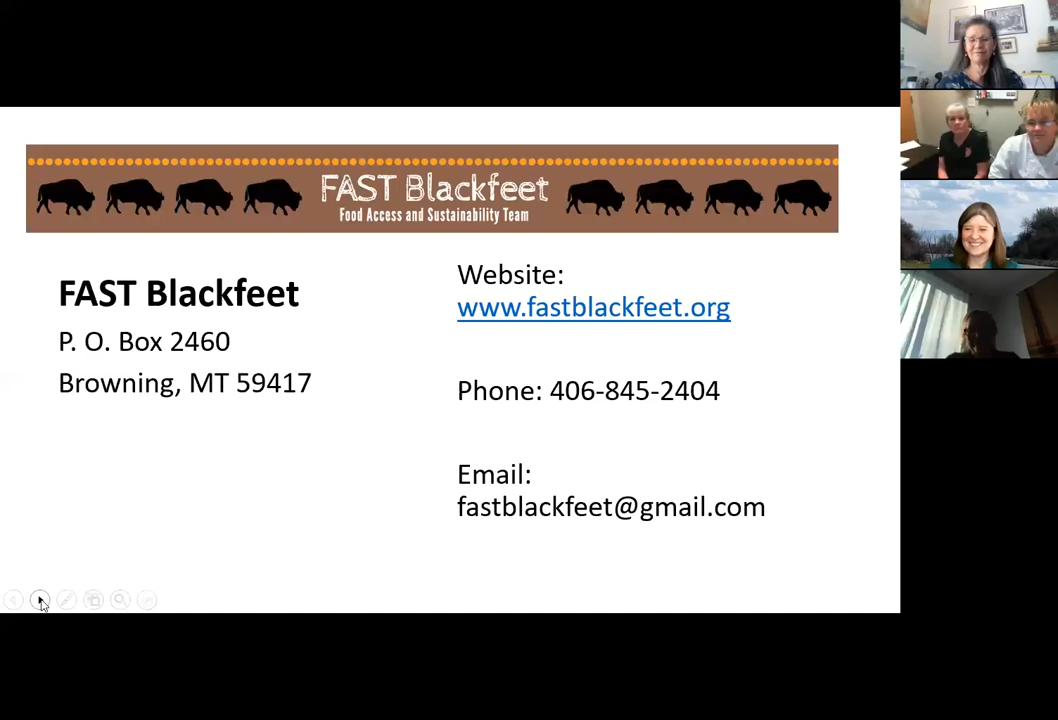 FAST Blackfeet
Food Access and Sustainability Team
FAST Blackfeet
P. O. Box 2460
Browning, MT 59417
Website:
www.fastblackfeet.org
Phone: 406-845-2404
Email:
fastblackfeet@gmail.com